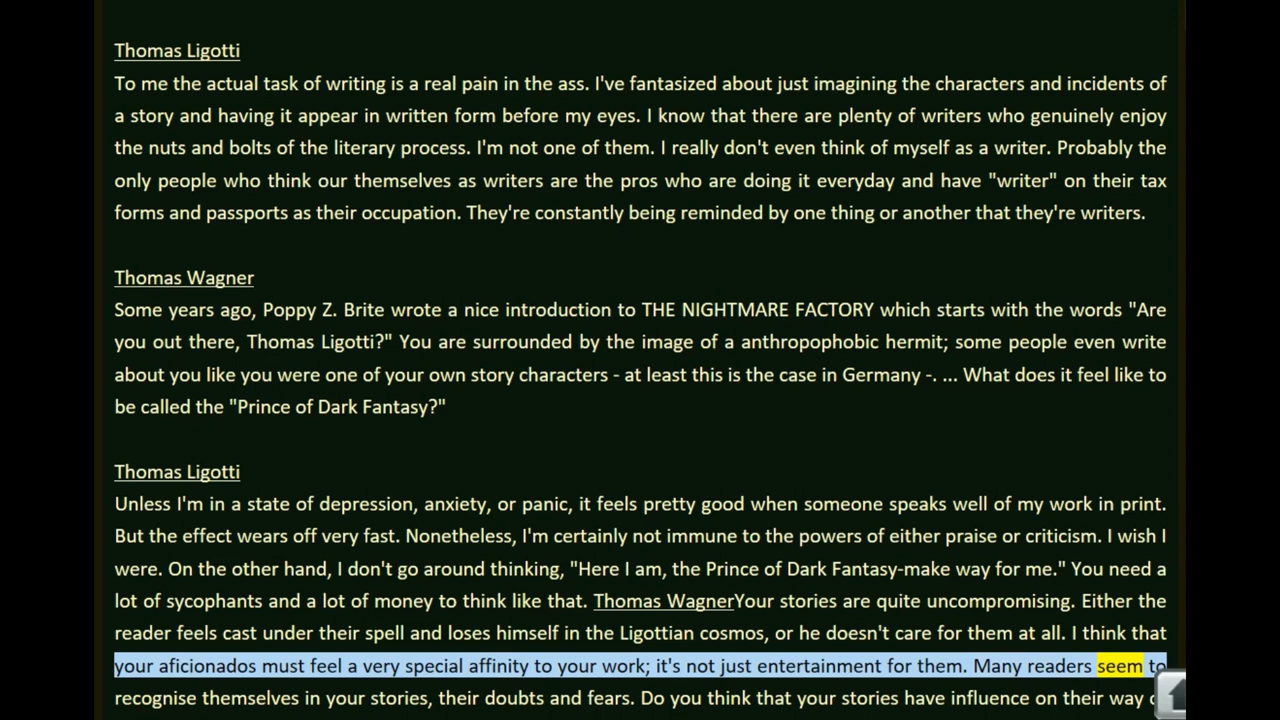 Thomas Ligotti
To me the actual task of writing is a real pain in the ass. I've fantasized about just imagining the characters and incidents of
a story and having it appear in written form before my eyes. I know that there are plenty of writers who genuinely enjoy
the nuts and bolts of the literary process. I'm not one of them. I really don't even think of myself as a writer. Probably the
only people who think our themselves as writers are the pros who are doing it everyday and have "writer" on their tax
forms and passports as their occupation. They're constantly being reminded by one thing or another that they're writers.
Thomas Wagner
Some years ago, Poppy Z. Brite wrote a nice introduction to THE NIGHTMARE FACTORY which starts with the words "Are
you out there, Thomas Ligotti?" You are surrounded by the image of a anthropophobic hermit; some people even write
about you like you were one of your own story characters - at least this is the case in Germany -. ... What does it feel like to
be called the "Prince of Dark Fantasy?"
Thomas Ligotti
Unless I'm in a state of depression, anxiety, or panic, it feels pretty good when someone speaks well of my work in print.
But the effect wears off very fast. Nonetheless, I'm certainly not immune to the powers of either praise or criticism. I wish I
were. On the other hand, I don't go around thinking, "Here I am, the Prince of Dark Fantasy-make way for me." You need a
lot of sycophants and a lot of money to think like that. Thomas WagnerYour stories are quite uncompromising. Either the
reader feels cast under their spell and loses himself in the Ligottian cosmos, or he doesn't care for them at all. I think that
your aficionados must feel a very special affinity to your work; it's not just entertainment for them. Many readers seem to
recognise themselves in your stories, their doubts and fears. Do you think that your stories have influence on their way